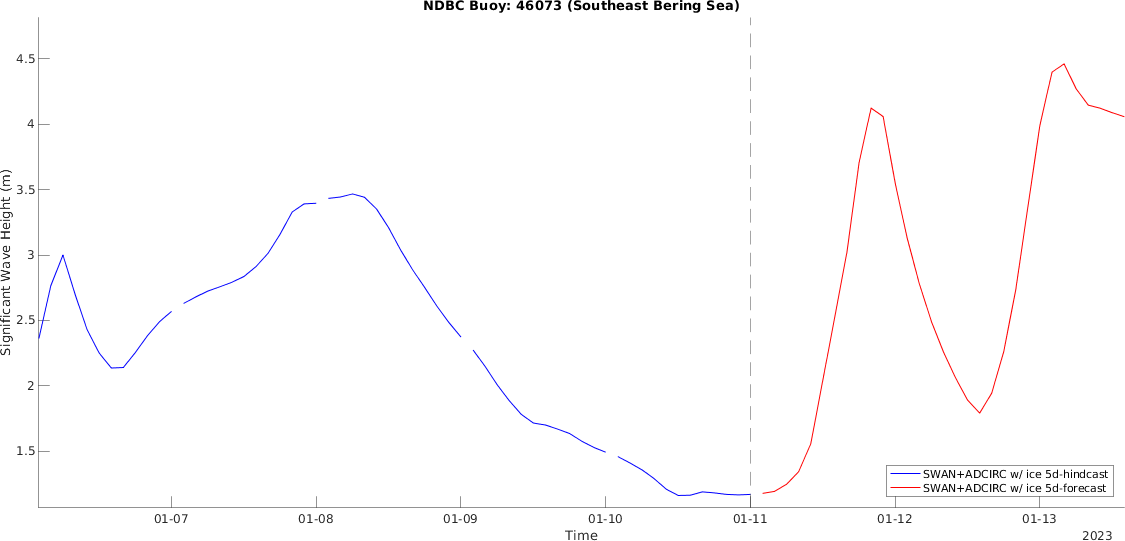 NDBC Buoy: 46073 (Southeast Bering Sea)
Significant Wave Height (m)
4.5
4
3.5
3
2.5
2
1.5
SWAN+ADCIRC w/ ice 5d-hindcast
SWAN+ADCIRC w/ ice 5d-forecast
01-07 01-08 01-09 01-10 01-11 01-12 01-13
Time
2023